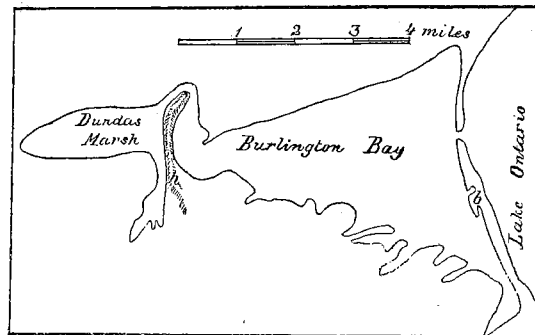 1 2 3 4 miles
Dundas
Marsh
Burlington Bay
Lake Ontario
h
b